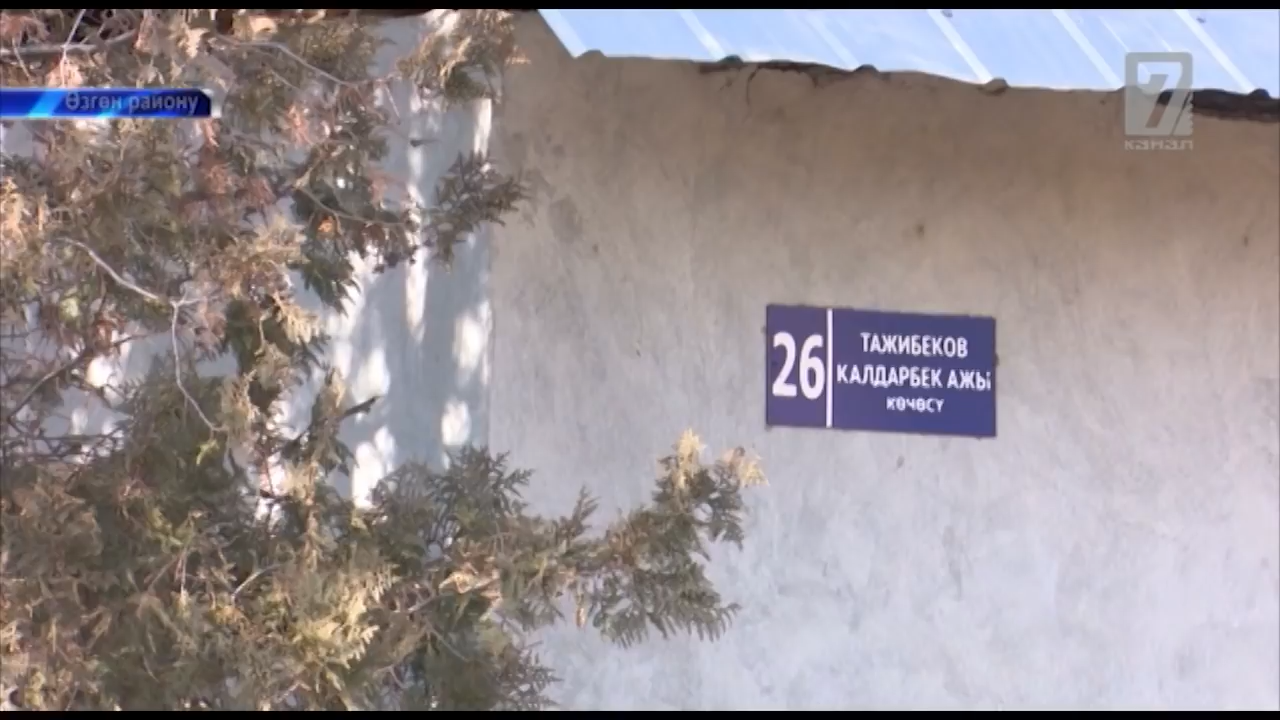 Өзгөн району
7
канал
26
ТАЖИБЕКОВ
КАЛДАРБЕК АЖЫ
КӨЧӨСҮ